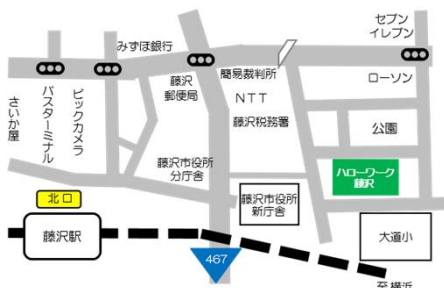 セブン
イレブン
みずほ銀行
簡易裁判所
藤沢
郵便局
NTT
ローソン
さいか屋
バスターミナル
ビックカメラ
藤沢税務署
公園
藤沢市役所
分庁舎
ハローワーク
藤沢
北口
藤沢市役所
新庁舎
藤沢駅
大道小
467
至 横浜